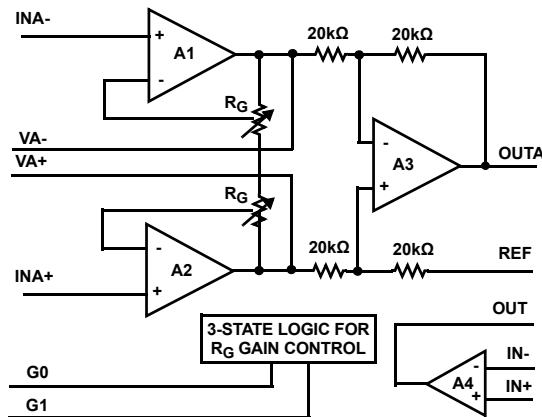 INA-
+
A1
-
20kΩ
20kΩ
RG
VA-
VA+
-
A3
+
OUTA
RG
-
A2
+
INA+
20kΩ
20kΩ
REF
3-STATE LOGIC FOR
RG GAIN CONTROL
OUT
-
IN-
A4
+
IN+
G0
G1